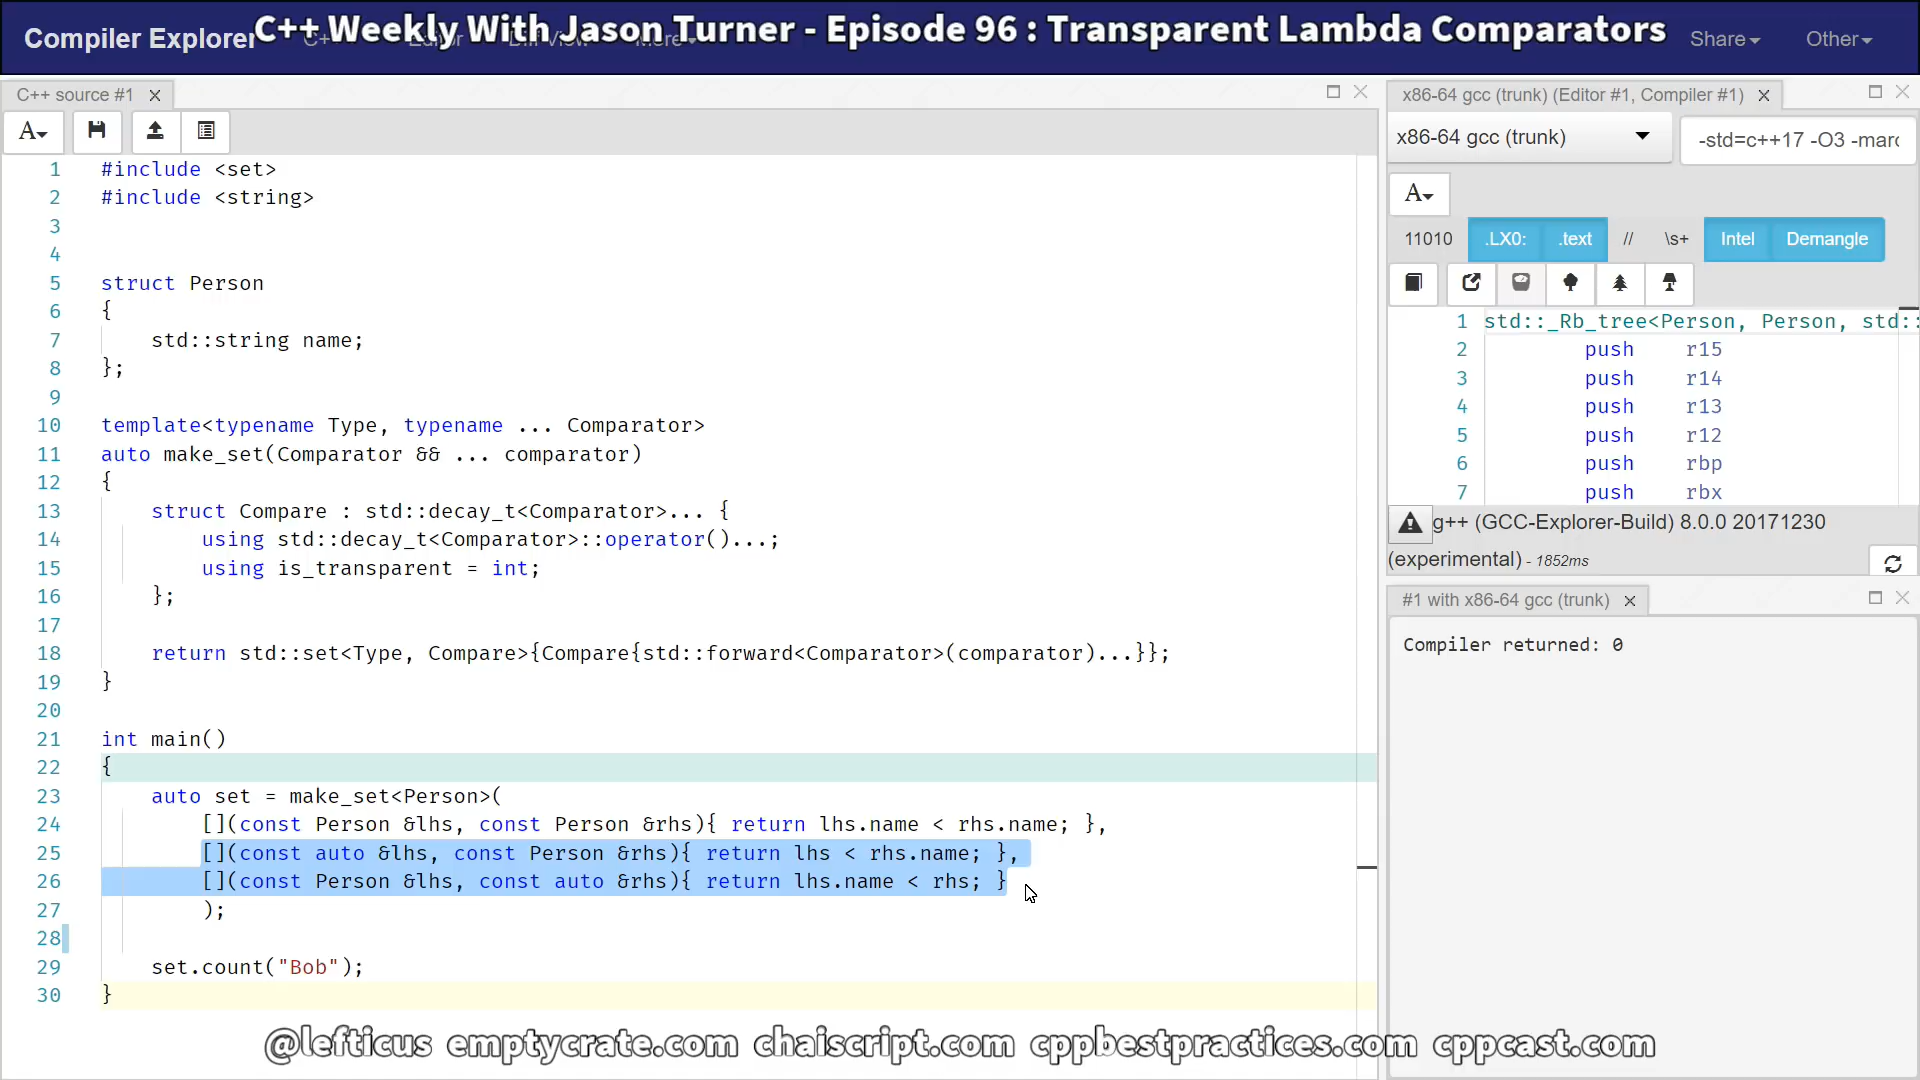 Compiler Explorer
C++ Weekly With Jason Turner - Episode 96 : Transparent Lambda Comparators
Share
Other
C++ source #1
A
1 #include <set>
2 #include <string>
3
4
5 struct Person
6 {
7 std::string name;
8 };
9
10 template<typename Type, typename ... Comparator>
11 auto make_set(Comparator && ... comparator)
12 {
13 struct Compare : std::decay_t<Comparator>... {
14 using std::decay_t<Comparator>::operator()...;
15 using is_transparent = int;
16 };
17
18 return std::set<Type, Compare>{Compare{std::forward<Comparator>(comparator)...}};
19 }
20
21 int main()
22 {
23 auto set = make_set<Person>(
24 [](const Person &lhs, const Person &rhs){ return lhs.name < rhs.name; },
25 [](const auto &lhs, const Person &rhs){ return lhs < rhs.name; },
26 [](const Person &lhs, const auto &rhs){ return lhs.name < rhs; }
27 );
28
29 set.count("Bob");
30 }
x86-64 gcc (trunk) (Editor #1, Compiler #1)
x86-64 gcc (trunk)
-std=c++17 -O3 -marc
A
11010 .LX0: .text // \s+ Intel Demangle
1 std::_Rb_tree<Person, Person, std::
2 push r15
3 push r14
4 push r13
5 push r12
6 push rbp
7 push rbx
g++ (GCC-Explorer-Build) 8.0.0 20171230
(experimental) - 1852ms
#1 with x86-64 gcc (trunk)
Compiler returned: 0
@lefticus emptycrate.com chaiscript.com cppbestpractices.com cppcast.com